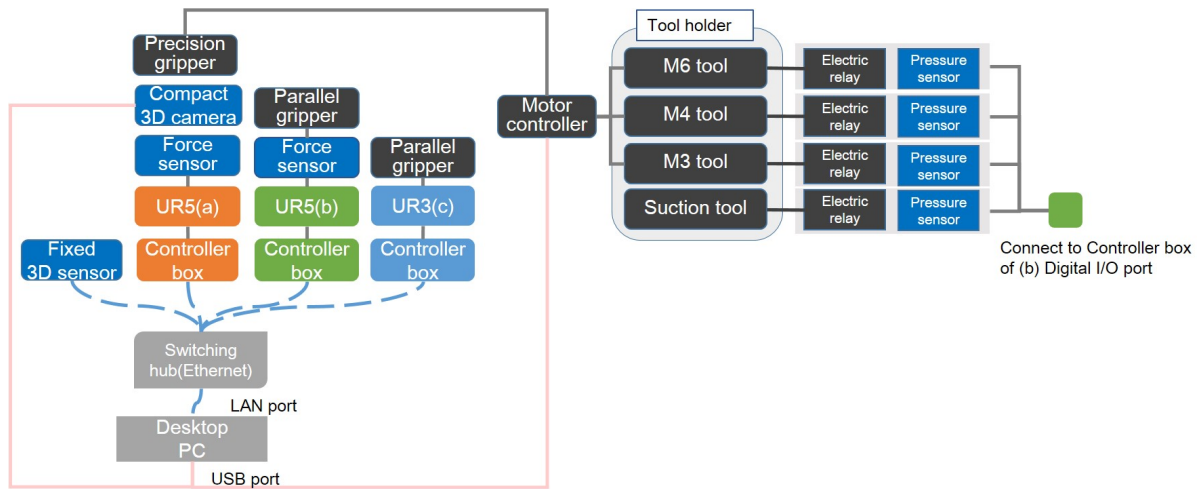 Precision
gripper
Compact
3D camera
Force
sensor
UR5(a)
Controller
box
Parallel
gripper
Force
sensor
UR5(b)
Controller
box
Parallel
gripper
UR3(c)
Controller
box
Fixed
3D sensor
Switching
hub(Ethernet)
LAN port
Desktop
PC
USB port
Motor
controller
Tool holder
M6 tool
M4 tool
M3 tool
Suction tool
Electric
relay
Pressure
sensor
Electric
relay
Pressure
sensor
Electric
relay
Pressure
sensor
Electric
relay
Pressure
sensor
Connect to Controller box
of (b) Digital I/O port